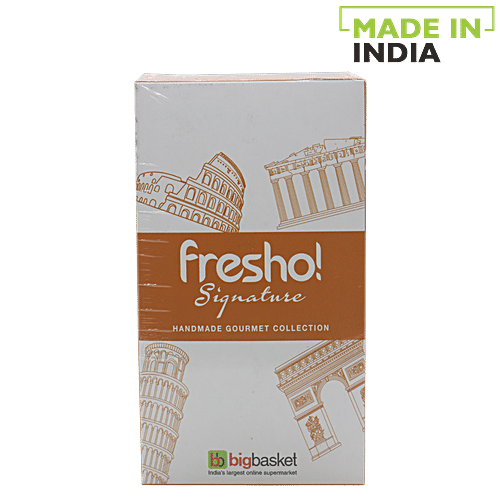 MADE IN
INDIA
fresho!
Signature
HANDMADE GOURMET COLLECTION
bb bigbasket
India's largest online supermarket